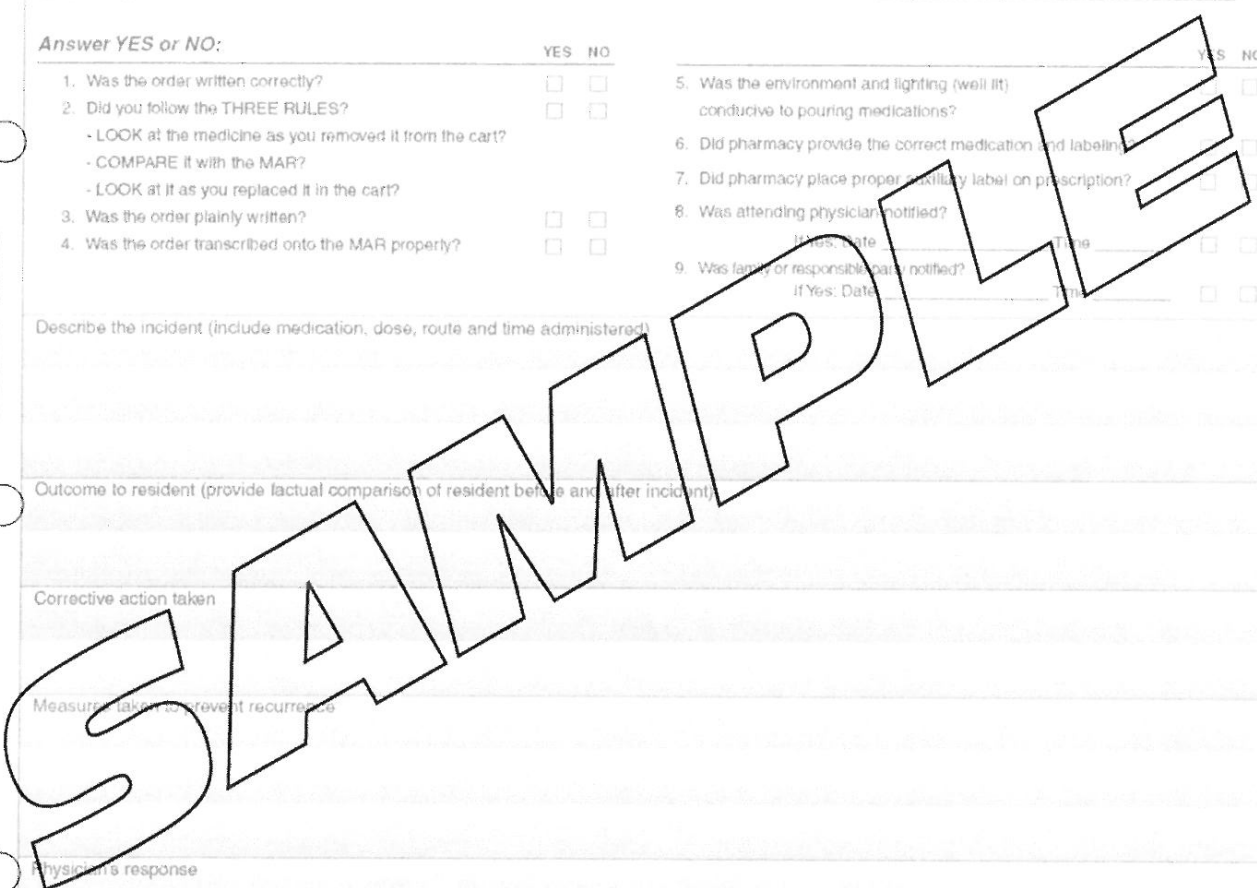 Answer YES or NO:
YES NO
1. Was the order written correctly?
2. Did you follow the THREE RULES?
- LOOK at the medicine as you removed it from the cart?
- COMPARE it with the MAR?
- LOOK at it as you replaced it in the cart?
3. Was the order plainly written?
4. Was the order transcribed onto the MAR properly?
YES NO
5. Was the environment and lighting (well lit)
conducive to pouring medications?
6. Did pharmacy provide the correct medication and labeling?
7. Did pharmacy place proper auxiliary label on prescription?
8. Was attending physician notified?
If Yes: Date Time
9. Was family or responsible party notified?
If Yes: Date Time
Describe the incident (include medication, dose, route and time administered)
Outcome to resident (provide factual comparison of resident before and after incident)
Corrective action taken
Measures taken to prevent recurrence
Physician's response
SAMPLE